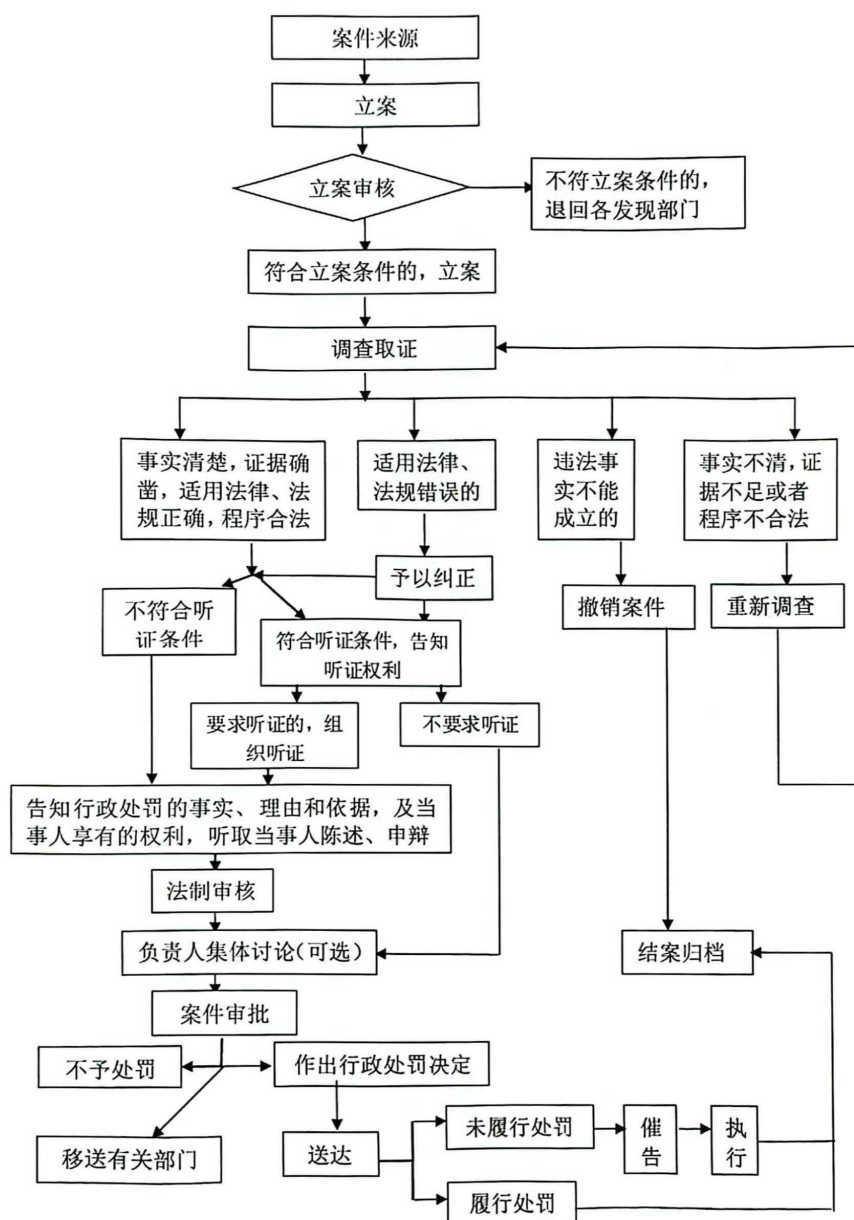 案件来源
立案
立案审核
不符立案条件的，
退回各发现部门
符合立案条件的，立案
调查取证
事实清楚，证据确
凿，适用法律、法
规正确，程序合法
适用法律、
法规错误的
违法事
实不能
成立的
事实不清，证
据不足或者
程序不合法
予以纠正
撤销案件
重新调查
不符合听
证条件
符合听证条件，告知
听证权利
要求听证的，组
织听证
不要求听证
告知行政处罚的事实、理由和依据，及当
事人享有的权利，听取当事人陈述、申辩
法制审核
负责人集体讨论（可选）
结案归档
案件审批
不予处罚
作出行政处罚决定
移送有关部门
送达
未履行处罚
催
告
执
行
履行处罚